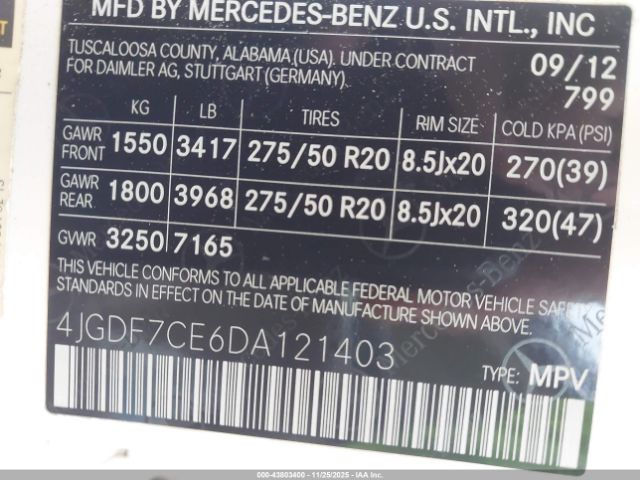 MFD BY MERCEDES-BENZ U.S. INTL., INC
TUSCALOOSA COUNTY, ALABAMA,(USA). UNDER CONTRACT
FOR DAIMLER AG, STUTTGART (GERMANY).
09/12
799
KG LB TIRES RIM SIZE COLD KPA (PSI)
GAWR FRONT 1550 3417 275/50 R20 8.5Jx20 270(39)
GAWR REAR 1800 3968 275/50 R20 8.5Jx20 320(47)
GVWR 3250 7165
THIS VEHICLE CONFORMS TO ALL APPLICABLE FEDERAL MOTOR VEHICLE SAFETY
STANDARDS IN EFFECT ON THE DATE OF MANUFACTURE SHOWN ABOVE.
4JGDF7CE6DA121403
TYPE: MPV
000-43803400 - 11/25/2025 - IAAI.COM